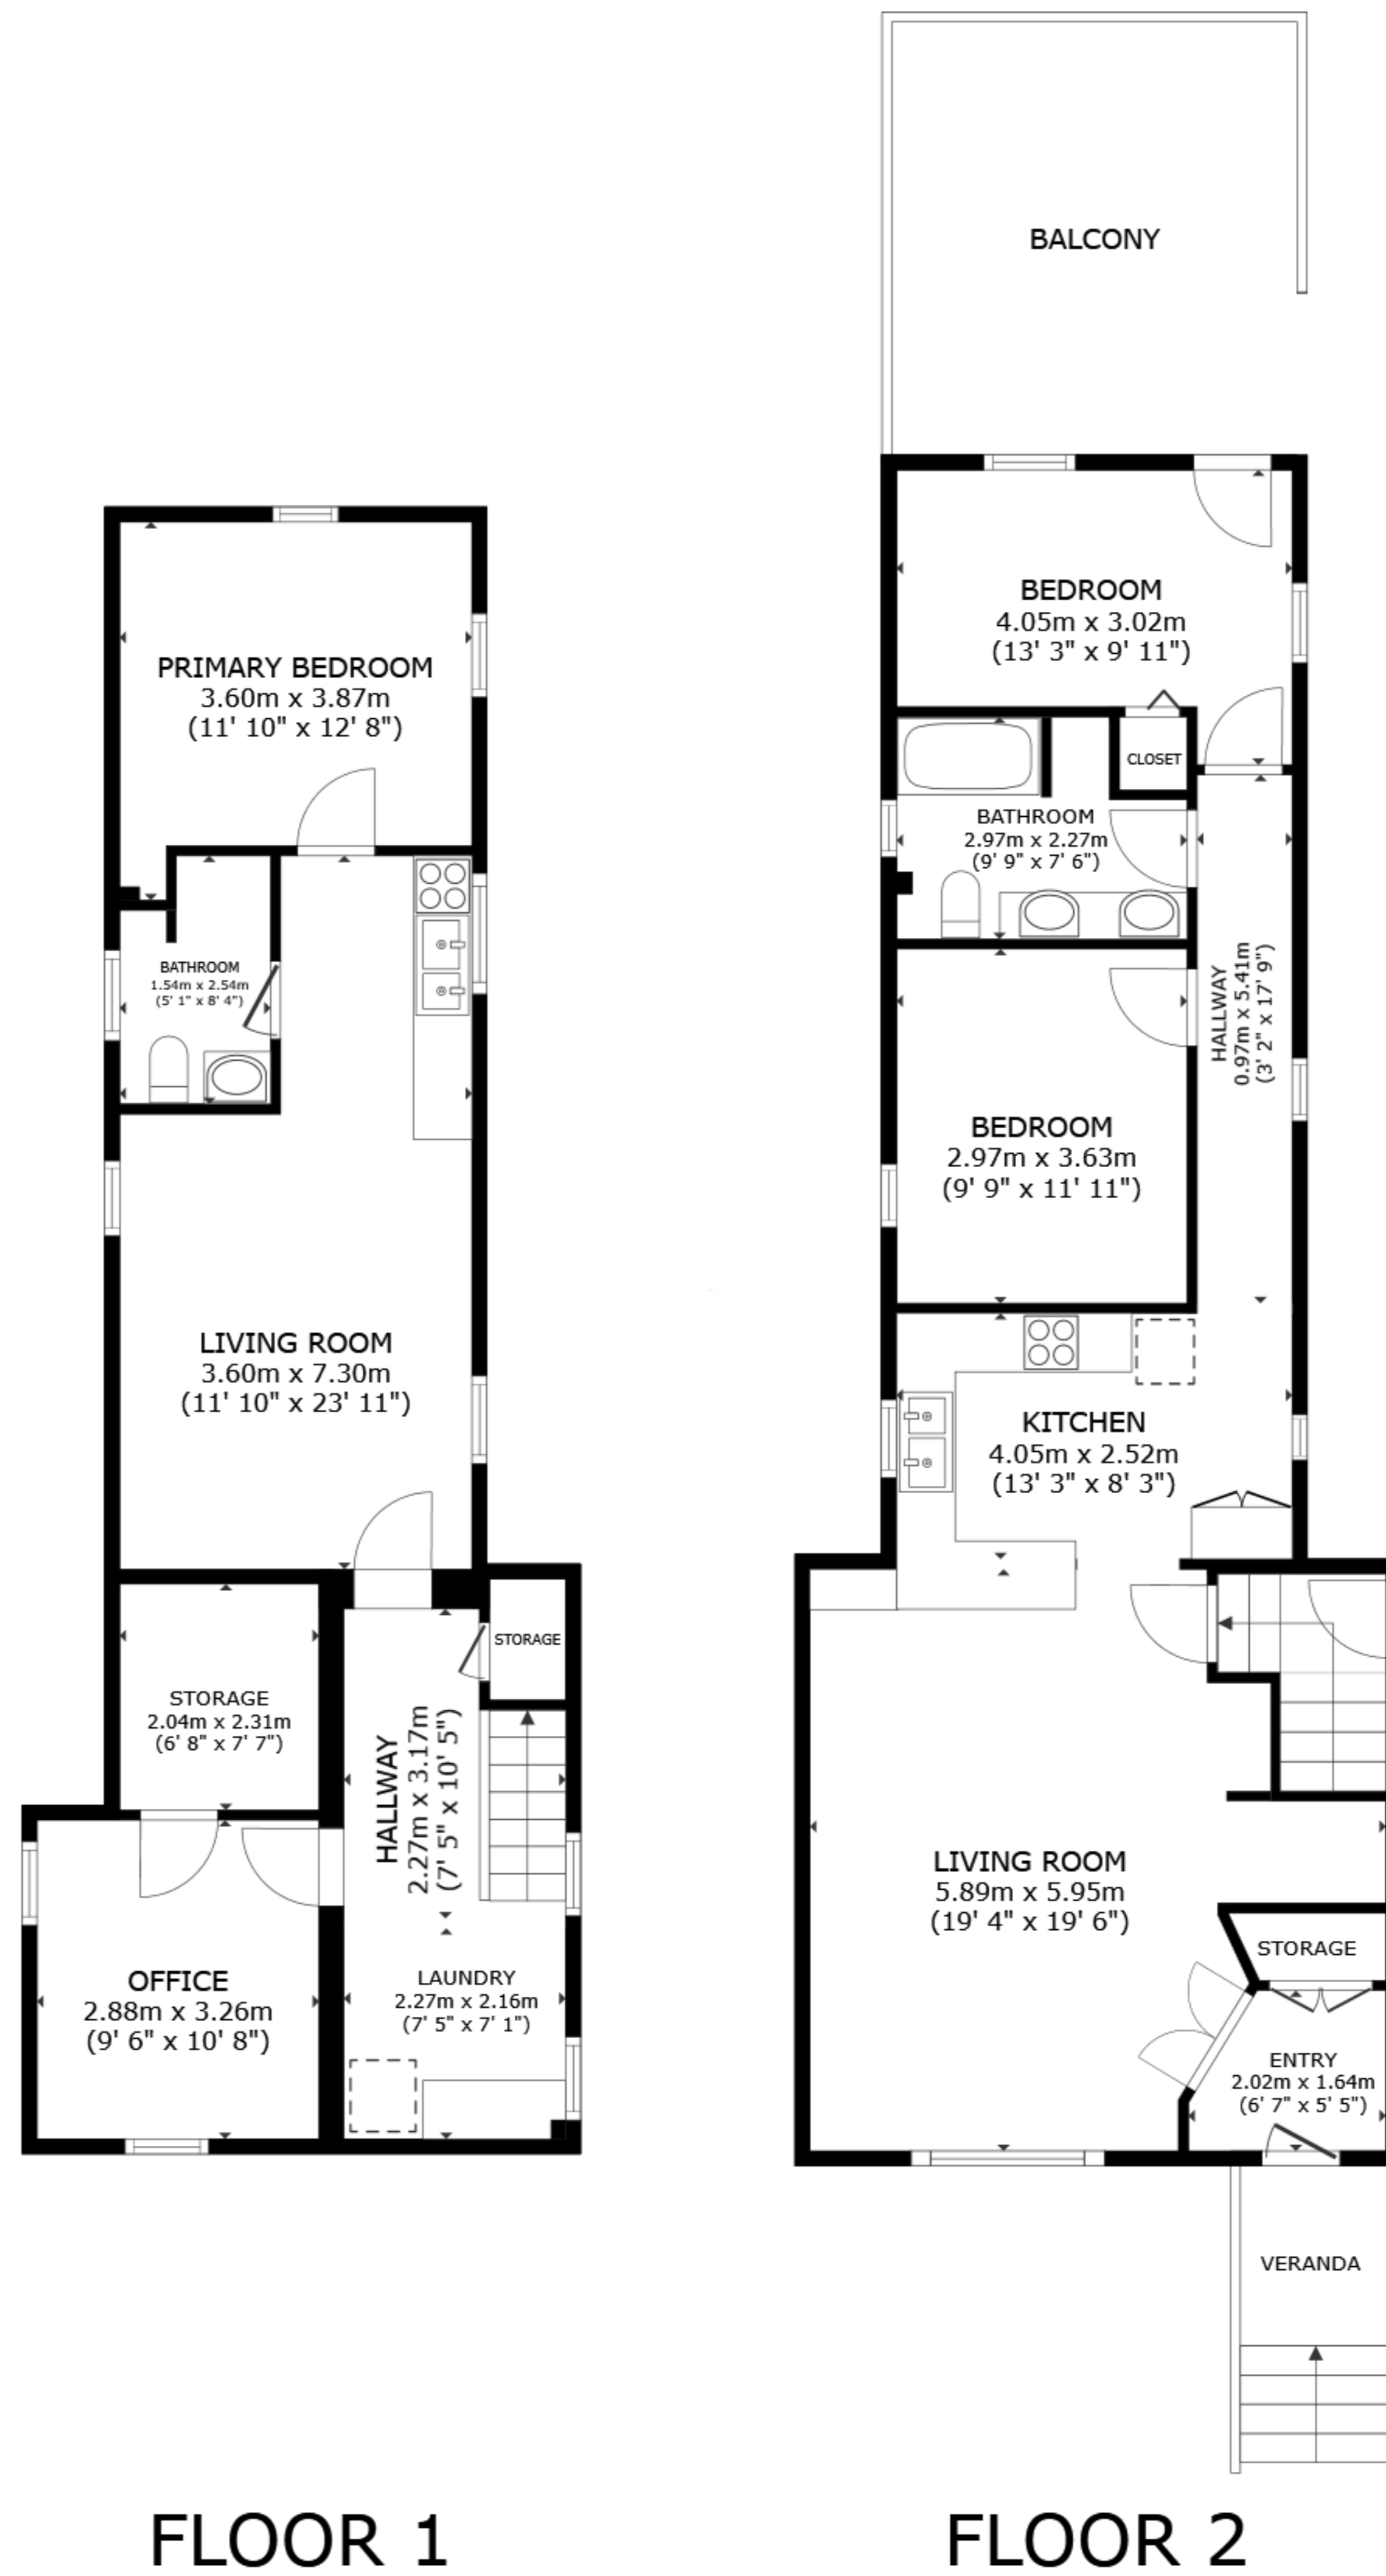 PRIMARY BEDROOM
3.60m x 3.87m
(11' 10" x 12' 8")
BATHROOM
1.54m x 2.54m
(5' 1" x 8' 4")
LIVING ROOM
3.60m x 7.30m
(11' 10" x 23' 11")
STORAGE
STORAGE
2.04m x 2.31m
(6' 8" x 7' 7")
HALLWAY
2.27m x 3.17m
(7' 5" x 10' 5")
OFFICE
2.88m x 3.26m
(9' 6" x 10' 8")
LAUNDRY
2.27m x 2.16m
(7' 5" x 7' 1")
FLOOR 1
BALCONY
BEDROOM
4.05m x 3.02m
(13' 3" x 9' 11")
CLOSET
BATHROOM
2.97m x 2.27m
(9' 9" x 7' 6")
HALLWAY
0.97m x 5.41m
(3' 2" x 17' 9")
BEDROOM
2.97m x 3.63m
(9' 9" x 11' 11")
KITCHEN
4.05m x 2.52m
(13' 3" x 8' 3")
LIVING ROOM
5.89m x 5.95m
(19' 4" x 19' 6")
STORAGE
ENTRY
2.02m x 1.64m
(6' 7" x 5' 5")
VERANDA
FLOOR 2